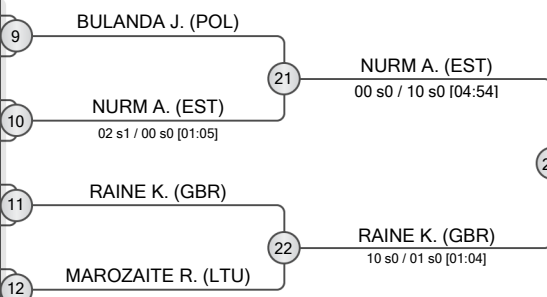 BULANDA J. (POL)
9
21
NURM A. (EST)
00 s0 / 10 s0 [04:54]
NURM A. (EST)
10
02 s1 / 00 s0 [01:05]
RAINE K. (GBR)
11
22
RAINE K. (GBR)
10 s0 / 01 s0 [01:04]
MAROZAITE R. (LTU)
12